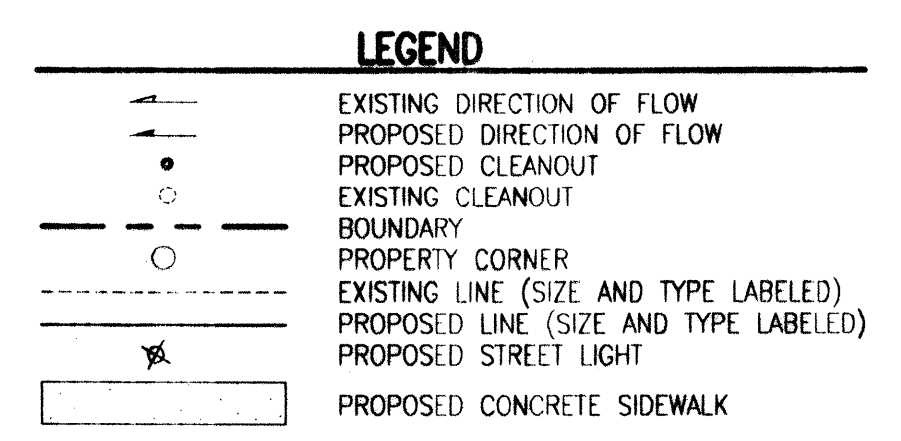 LEGEND
EXISTING DIRECTION OF FLOW
PROPOSED DIRECTION OF FLOW
PROPOSED CLEANOUT
EXISTING CLEANOUT
BOUNDARY
PROPERTY CORNER
EXISTING LINE (SIZE AND TYPE LABELED)
PROPOSED LINE (SIZE AND TYPE LABELED)
PROPOSED STREET LIGHT
PROPOSED CONCRETE SIDEWALK